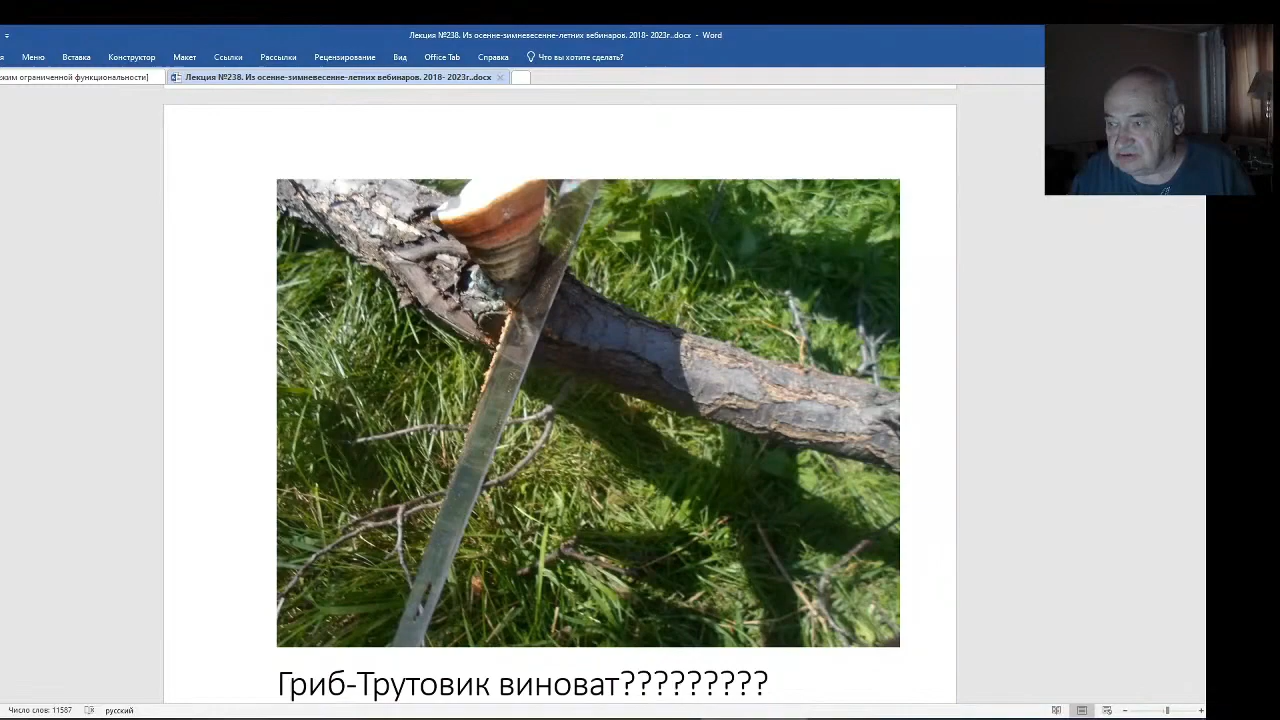 Лекция №238. Из осенне-зимневесенне-летних вебинаров. 2018- 2023г..docx - Word
Меню Вставка Конструктор Макет Ссылки Рассылки Рецензирование Вид Office Tab Справка Что вы хотите сделать?
ограниченной функциональности] Лекция №238. Из осенне-зимневесенне-летних вебинаров. 2018- 2023г..docx
Гриб-Трутовик виноват?????????
Число слов: 11587 русский